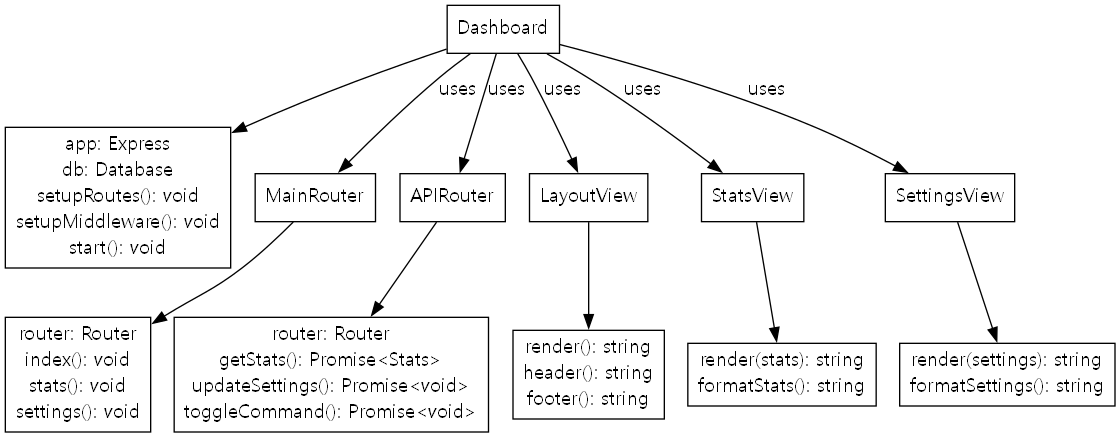 Dashboard
uses
uses
uses
uses
uses
app: Express
db: Database
setupRoutes(): void
setupMiddleware(): void
start(): void
MainRouter
APIRouter
LayoutView
StatsView
SettingsView
router: Router
index(): void
stats(): void
settings(): void
router: Router
getStats(): Promise<Stats>
updateSettings(): Promise<void>
toggleCommand(): Promise<void>
render(): string
header(): string
footer(): string
render(stats): string
formatStats(): string
render(settings): string
formatSettings(): string